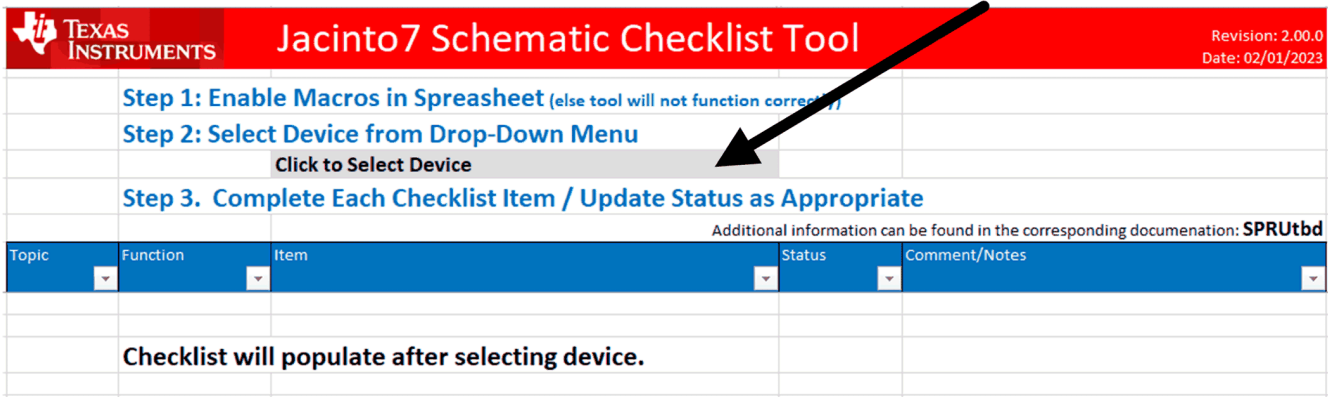 TEXAS INSTRUMENTS
Jacinto7 Schematic Checklist Tool
Revision: 2.00.0
Date: 02/01/2023
Step 1: Enable Macros in Spreasheet (else tool will not function correctly)
Step 2: Select Device from Drop-Down Menu
Click to Select Device
Step 3. Complete Each Checklist Item / Update Status as Appropriate
Additional information can be found in the corresponding documenation: SPRUtbd
Topic Function Item Status Comment/Notes
Checklist will populate after selecting device.